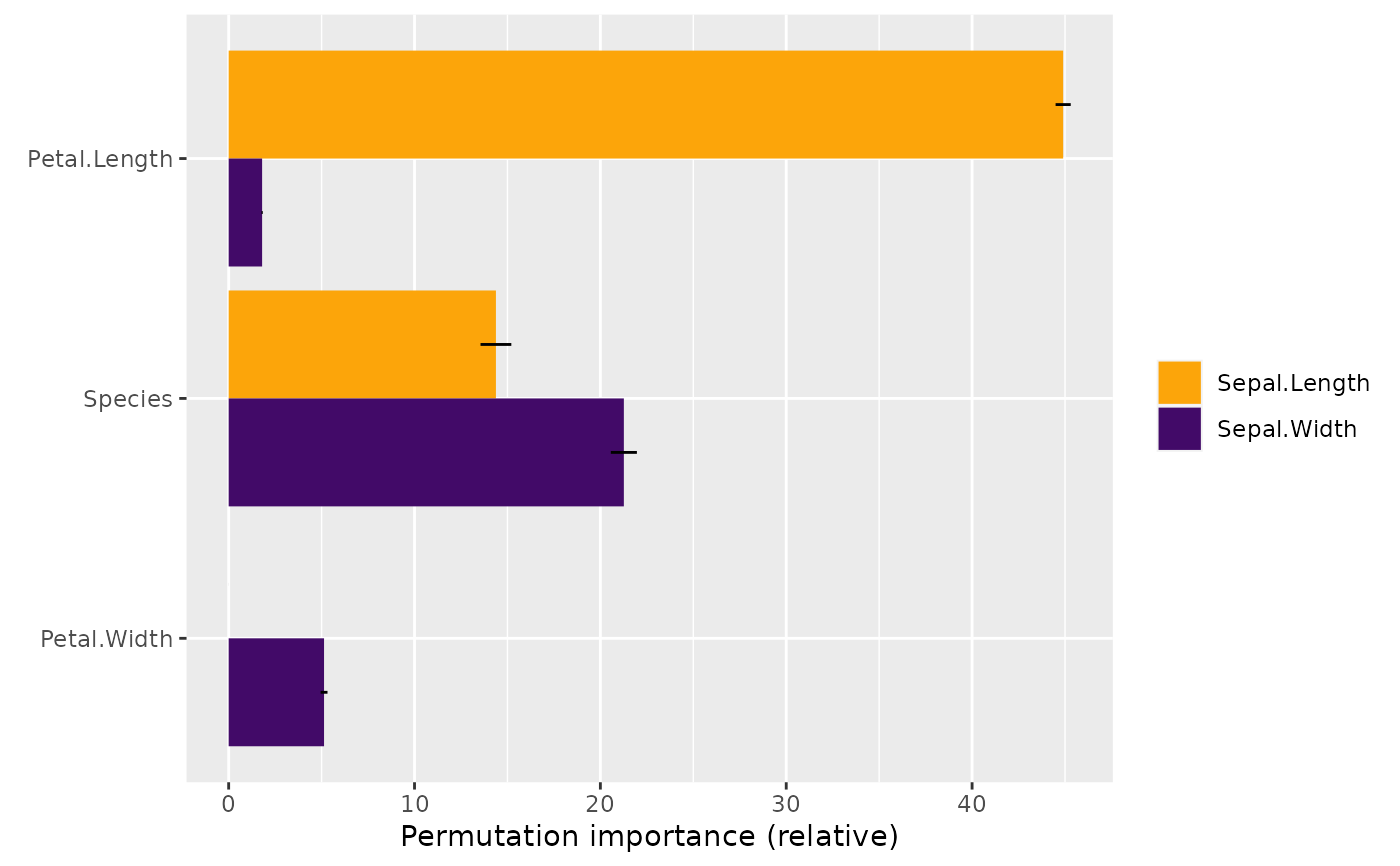 Petal.Length
Species
Petal.Width
0 10 20 30 40
Permutation importance (relative)
Sepal.Length
Sepal.Width